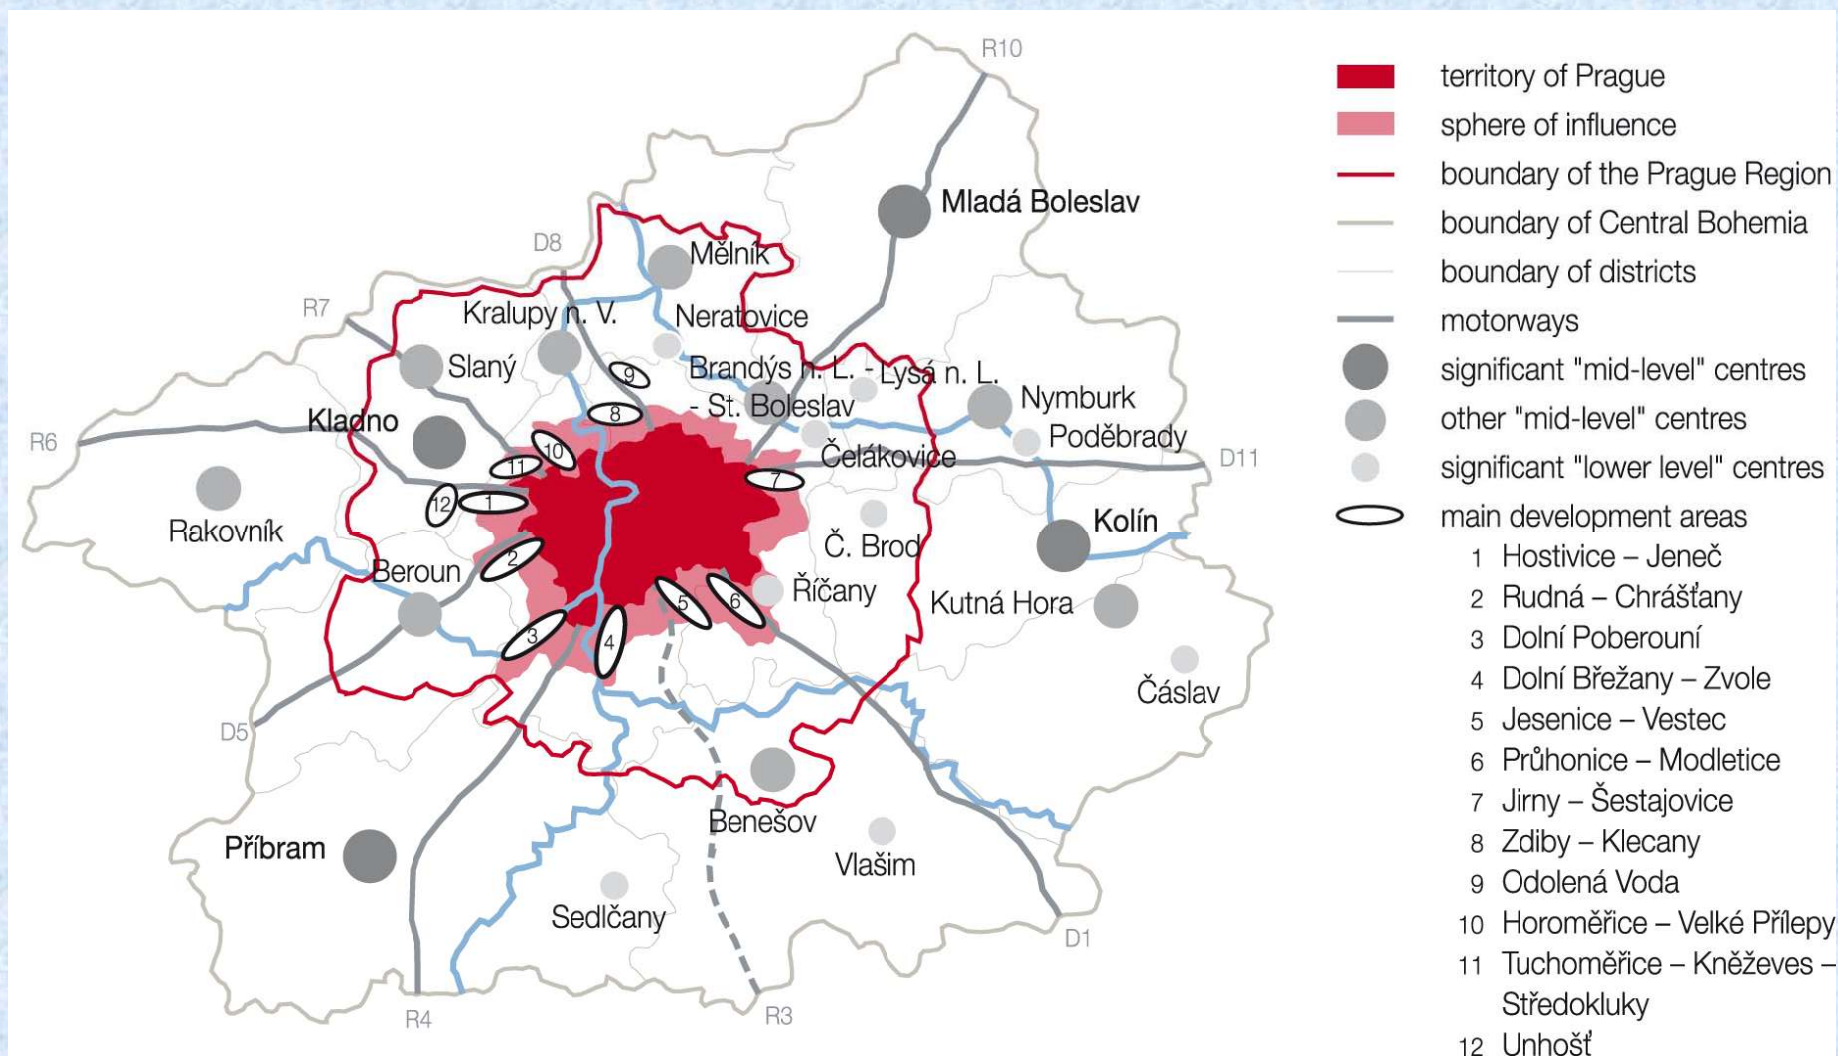 R10
Mladá Boleslav
D8
Mělník
R7
Kralupy n. V.
Neratovice
Slaný
9
Brandýs n. L. -
- St. Boleslav
Lysá n. L.
Nymburk
8
Kladno
R6
Poděbrady
Čelákovice
D11
10
11
7
12
1
Rakovník
Kolín
Č. Brod
2
Beroun
Říčany
5
6
Kutná Hora
3
4
Čáslav
D5
Benešov
Příbram
Vlašim
Sedlčany
D1
R4
R3
territory of Prague
sphere of influence
boundary of the Prague Region
boundary of Central Bohemia
boundary of districts
motorways
significant "mid-level" centres
other "mid-level" centres
significant "lower level" centres
main development areas
1 Hostivice – Jeneč
2 Rudná – Chrášťany
3 Dolní Poberouní
4 Dolní Břežany – Zvole
5 Jesenice – Vestec
6 Průhonice – Modletice
7 Jirny – Šestajovice
8 Zdiby – Klecany
9 Odolená Voda
10 Horoměřice – Velké Přílepy
11 Tuchoměřice – Kněževes –
Středokluky
12 Unhošť